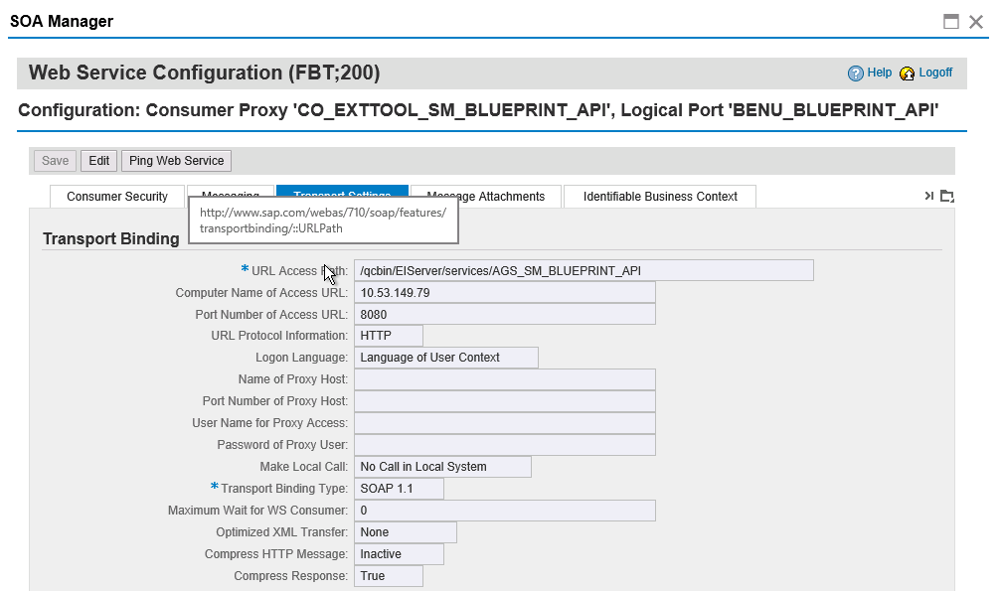 SOA Manager
Web Service Configuration (FBT;200)
Help Logoff
Configuration: Consumer Proxy 'CO_EXTTOOL_SM_BLUEPRINT_API', Logical Port 'BENU_BLUEPRINT_API'
Save Edit Ping Web Service
Consumer Security Messaging Transport Settings Message Attachments Identifiable Business Context
http://www.sap.com/webas/710/soap/features/
transportbinding/::URLPath
Transport Binding
* URL Access Path: /qcbin/EIServer/services/AGS_SM_BLUEPRINT_API
Computer Name of Access URL: 10.53.149.79
Port Number of Access URL: 8080
URL Protocol Information: HTTP
Logon Language: Language of User Context
Name of Proxy Host:
Port Number of Proxy Host:
User Name for Proxy Access:
Password of Proxy User:
Make Local Call: No Call in Local System
* Transport Binding Type: SOAP 1.1
Maximum Wait for WS Consumer: 0
Optimized XML Transfer: None
Compress HTTP Message: Inactive
Compress Response: True